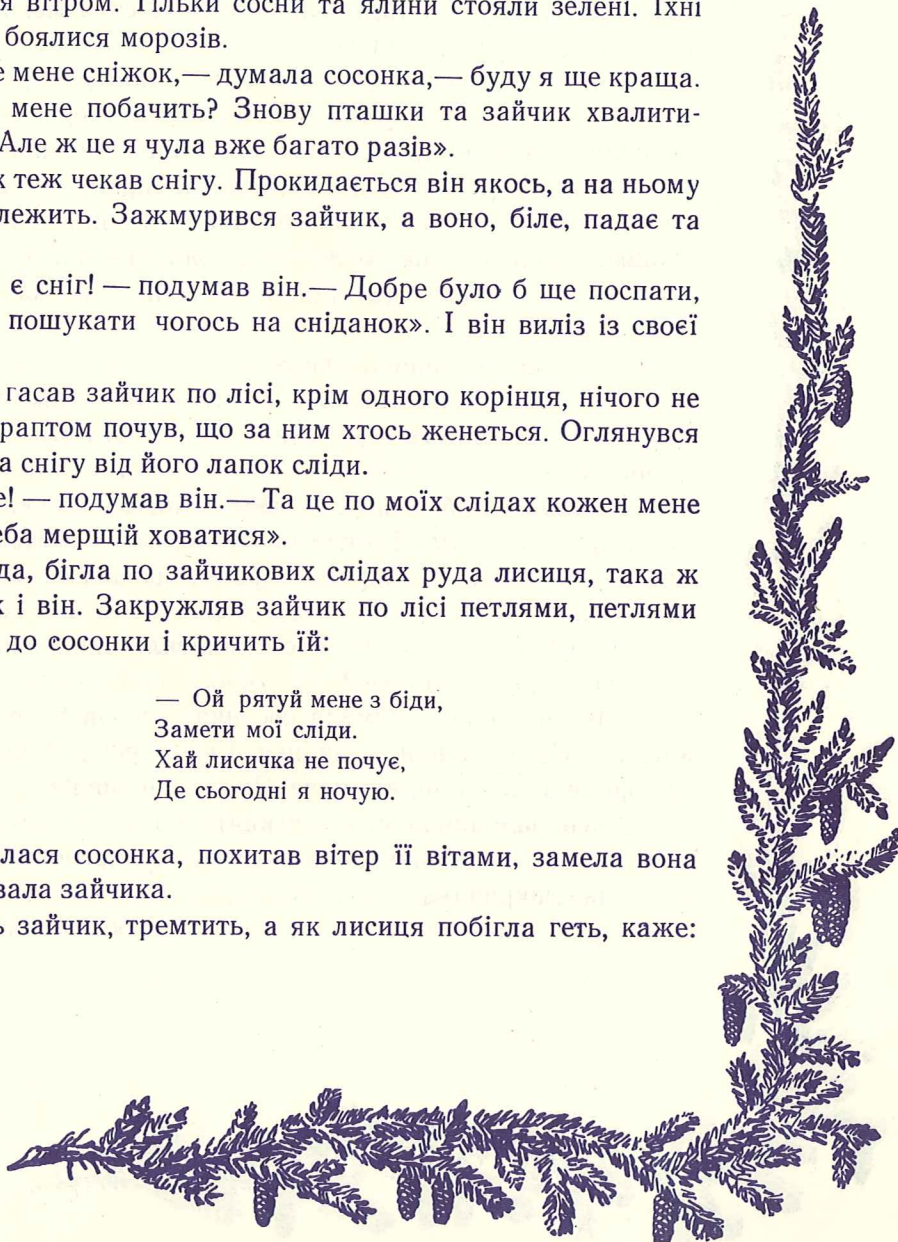 я вітром. Тільки сосни та ялини стояли зелені. Їхні
боялися морозів.
е мене сніжок,— думала сосонка,— буду я ще краща.
мене побачить? Знову пташки та зайчик хвалити-
Але ж це я чула вже багато разів».
к теж чекав снігу. Прокидається він якось, а на ньому
лежить. Зажмурився зайчик, а воно, біле, падає та
є сніг! — подумав він.— Добре було б ще поспати,
пошукати чогось на сніданок». І він виліз із своєї
гасав зайчик по лісі, крім одного корінця, нічого не
раптом почув, що за ним хтось женеться. Оглянувся
а снігу від його лапок сліди.
е! — подумав він.— Та це по моїх слідах кожен мене
еба мерщій ховатися».
да, бігла по зайчикових слідах руда лисиця, така ж
к і він. Закружляв зайчик по лісі петлями, петлями
до сосонки і кричить їй:
— Ой рятуй мене з біди,
Замети мої сліди.
Хай лисичка не почує,
Де сьогодні я ночую.
лася сосонка, похитав вітер її вітами, замела вона
вала зайчика.
ь зайчик, тремтить, а як лисиця побігла геть, каже: